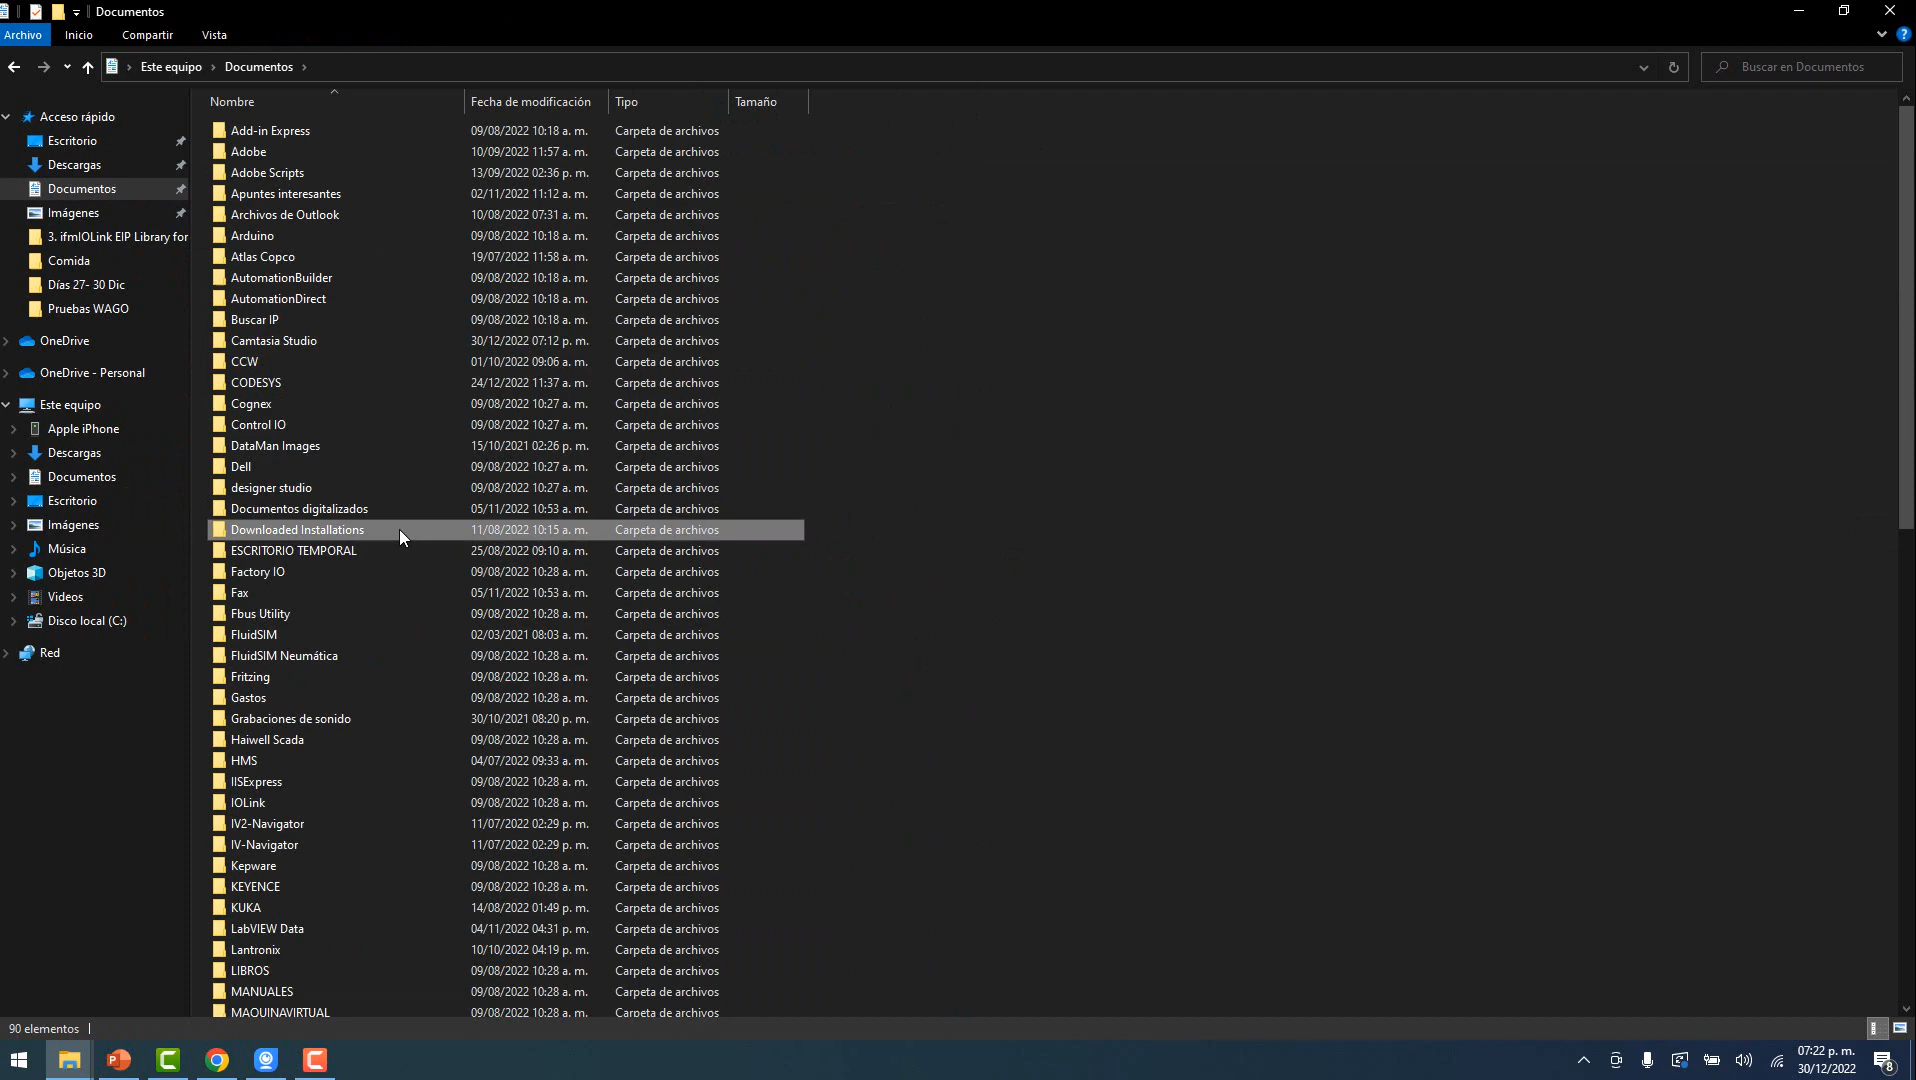 Documentos
Archivo Inicio Compartir Vista
Este equipo Documentos Buscar en Documentos
Nombre Fecha de modificación Tipo Tamaño
Acceso rápido
Escritorio
Descargas
Documentos
Imágenes
3. ifmIOLink EIP Library for
Comida
Días 27- 30 Dic
Pruebas WAGO
OneDrive
OneDrive - Personal
Este equipo
Apple iPhone
Descargas
Documentos
Escritorio
Imágenes
Música
Objetos 3D
Videos
Disco local (C:)
Red
Add-in Express 09/08/2022 10:18 a. m. Carpeta de archivos
Adobe 10/09/2022 11:57 a. m. Carpeta de archivos
Adobe Scripts 13/09/2022 02:36 p. m. Carpeta de archivos
Apuntes interesantes 02/11/2022 11:12 a. m. Carpeta de archivos
Archivos de Outlook 10/08/2022 07:31 a. m. Carpeta de archivos
Arduino 09/08/2022 10:18 a. m. Carpeta de archivos
Atlas Copco 19/07/2022 11:58 a. m. Carpeta de archivos
AutomationBuilder 09/08/2022 10:18 a. m. Carpeta de archivos
AutomationDirect 09/08/2022 10:18 a. m. Carpeta de archivos
Buscar IP 09/08/2022 10:18 a. m. Carpeta de archivos
Camtasia Studio 30/12/2022 07:12 p. m. Carpeta de archivos
CCW 01/10/2022 09:06 a. m. Carpeta de archivos
CODESYS 24/12/2022 11:37 a. m. Carpeta de archivos
Cognex 09/08/2022 10:27 a. m. Carpeta de archivos
Control IO 09/08/2022 10:27 a. m. Carpeta de archivos
DataMan Images 15/10/2021 02:26 p. m. Carpeta de archivos
Dell 09/08/2022 10:27 a. m. Carpeta de archivos
designer studio 09/08/2022 10:27 a. m. Carpeta de archivos
Documentos digitalizados 05/11/2022 10:53 a. m. Carpeta de archivos
Downloaded Installations 11/08/2022 10:15 a. m. Carpeta de archivos
ESCRITORIO TEMPORAL 25/08/2022 09:10 a. m. Carpeta de archivos
Factory IO 09/08/2022 10:28 a. m. Carpeta de archivos
Fax 05/11/2022 10:53 a. m. Carpeta de archivos
Fbus Utility 09/08/2022 10:28 a. m. Carpeta de archivos
FluidSIM 02/03/2021 08:03 a. m. Carpeta de archivos
FluidSIM Neumática 09/08/2022 10:28 a. m. Carpeta de archivos
Fritzing 09/08/2022 10:28 a. m. Carpeta de archivos
Gastos 09/08/2022 10:28 a. m. Carpeta de archivos
Grabaciones de sonido 30/10/2021 08:20 p. m. Carpeta de archivos
Haiwell Scada 09/08/2022 10:28 a. m. Carpeta de archivos
HMS 04/07/2022 09:33 a. m. Carpeta de archivos
IISExpress 09/08/2022 10:28 a. m. Carpeta de archivos
IOLink 09/08/2022 10:28 a. m. Carpeta de archivos
IV2-Navigator 11/07/2022 02:29 p. m. Carpeta de archivos
IV-Navigator 11/07/2022 02:29 p. m. Carpeta de archivos
Kepware 09/08/2022 10:28 a. m. Carpeta de archivos
KEYENCE 09/08/2022 10:28 a. m. Carpeta de archivos
KUKA 14/08/2022 01:49 p. m. Carpeta de archivos
LabVIEW Data 04/11/2022 04:31 p. m. Carpeta de archivos
Lantronix 10/10/2022 04:19 p. m. Carpeta de archivos
LIBROS 09/08/2022 10:28 a. m. Carpeta de archivos
MANUALES 09/08/2022 10:28 a. m. Carpeta de archivos
MAQUINAVIRTUAL 09/08/2022 10:28 a. m. Carpeta de archivos
90 elementos
07:22 p. m.
30/12/2022
8